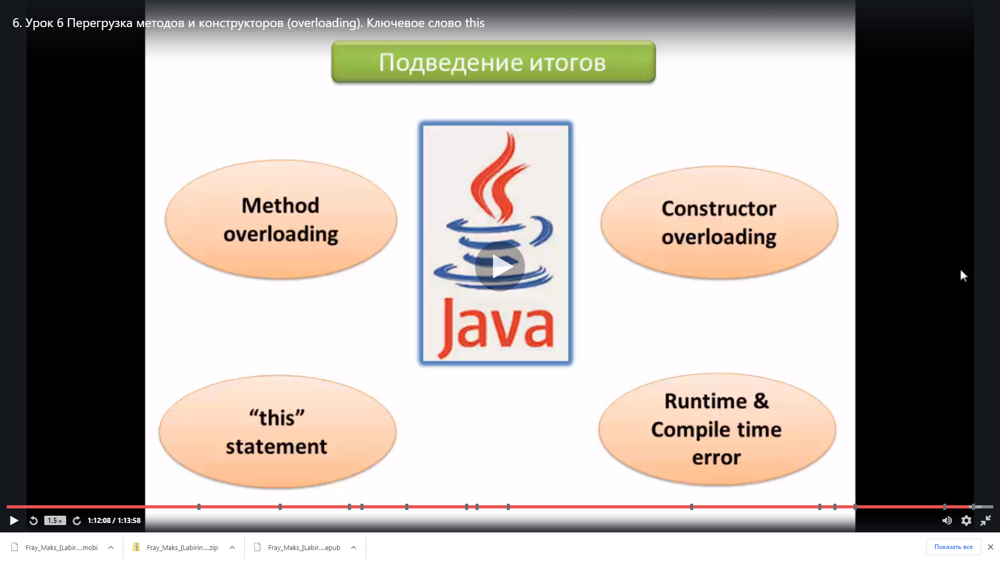 6. Урок 6 Перегрузка методов и конструкторов (overloading). Ключевое слово this
Подведение итогов
Method
overloading
Java
Constructor
overloading
“this”
statement
Runtime &
Compile time
error
1.5×
1:12:08 / 1:13:58
Fray_Maks_[Labir....mobi
Fray_Maks_[Labirin....zip
Fray_Maks_[Labir....epub
Показать все